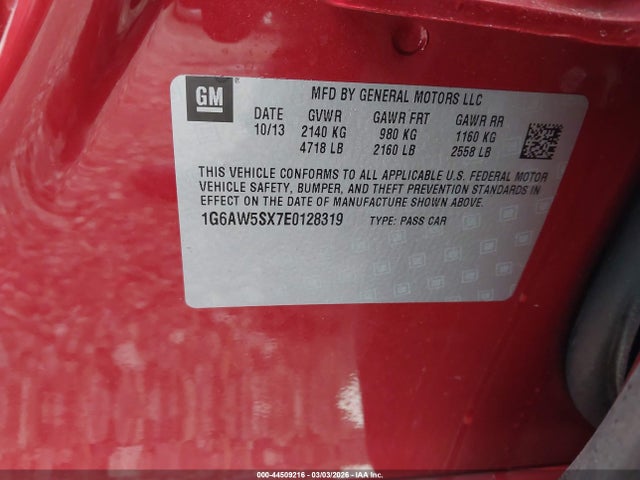 GM
MFD BY GENERAL MOTORS LLC
DATE GVWR GAWR FRT GAWR RR
10/13 2140 KG 980 KG 1160 KG
4718 LB 2160 LB 2558 LB
THIS VEHICLE CONFORMS TO ALL APPLICABLE U.S. FEDERAL MOTOR
VEHICLE SAFETY, BUMPER, AND THEFT PREVENTION STANDARDS IN
EFFECT ON THE DATE OF MANUFACTURE SHOWN ABOVE.
1G6AW5SX7E0128319 TYPE: PASS CAR
000-44509216 - 03/03/2026 - IAA Inc.